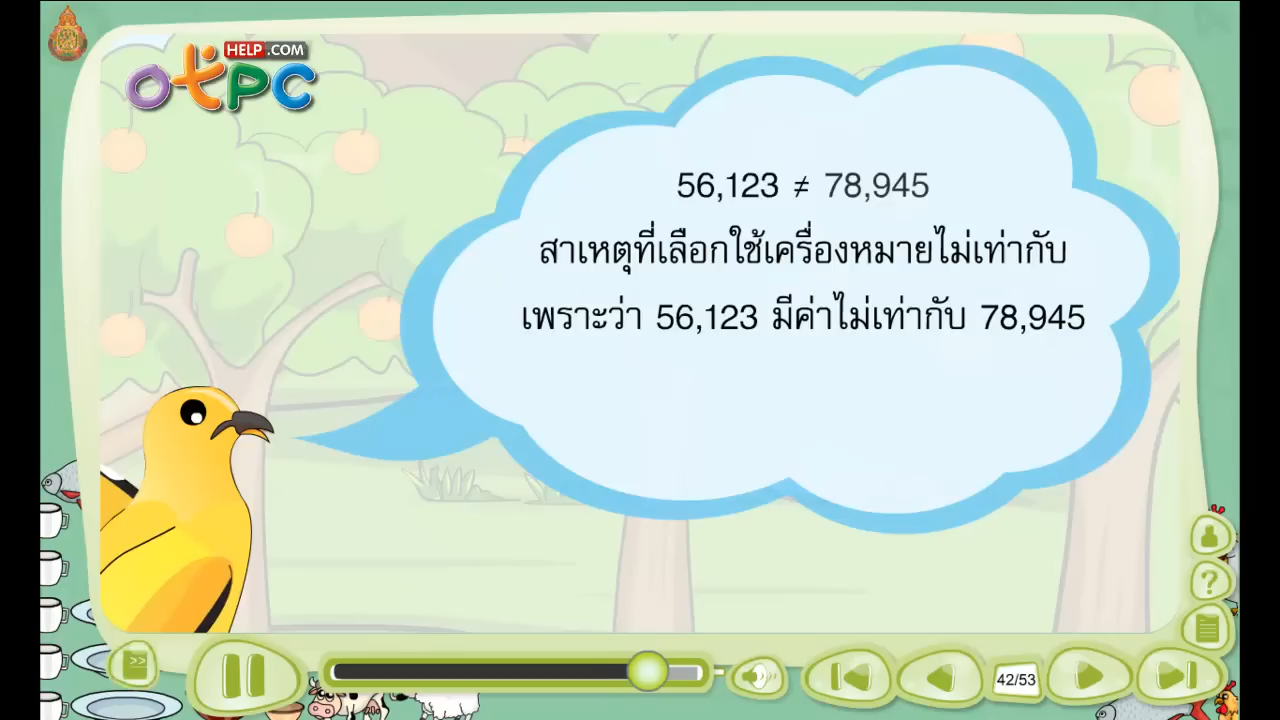 HELP.COM
OTPC
56,123 ≠ 78,945
สาเหตุที่เลือกใช้เครื่องหมายไม่เท่ากับ
เพราะว่า 56,123 มีค่าไม่เท่ากับ 78,945
>>
?
42/53